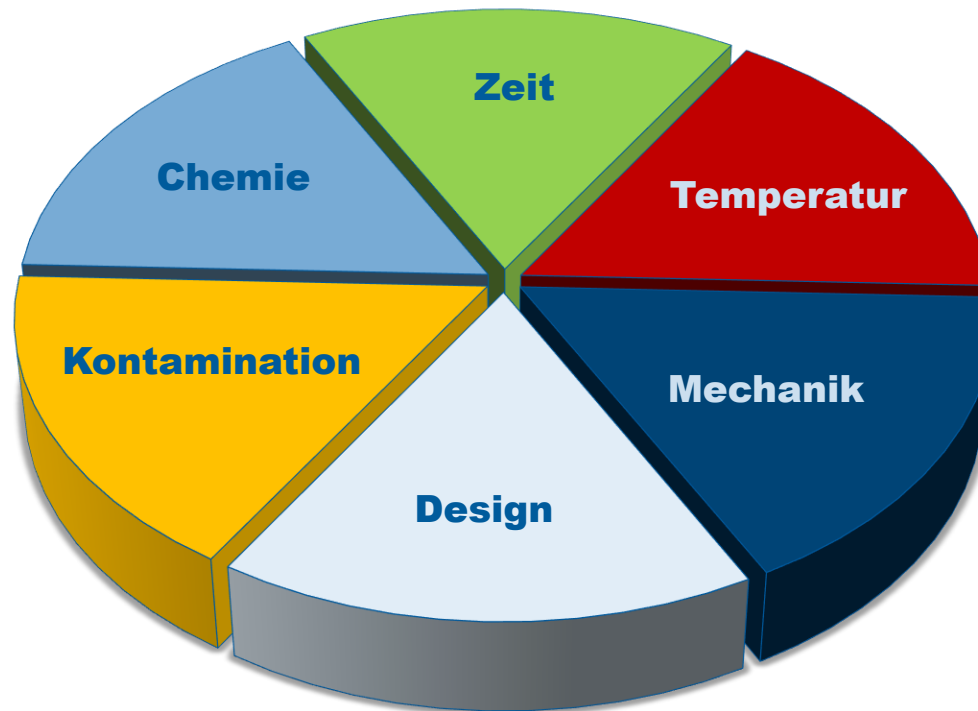 Zeit
Chemie
Temperatur
Kontamination
Mechanik
Design